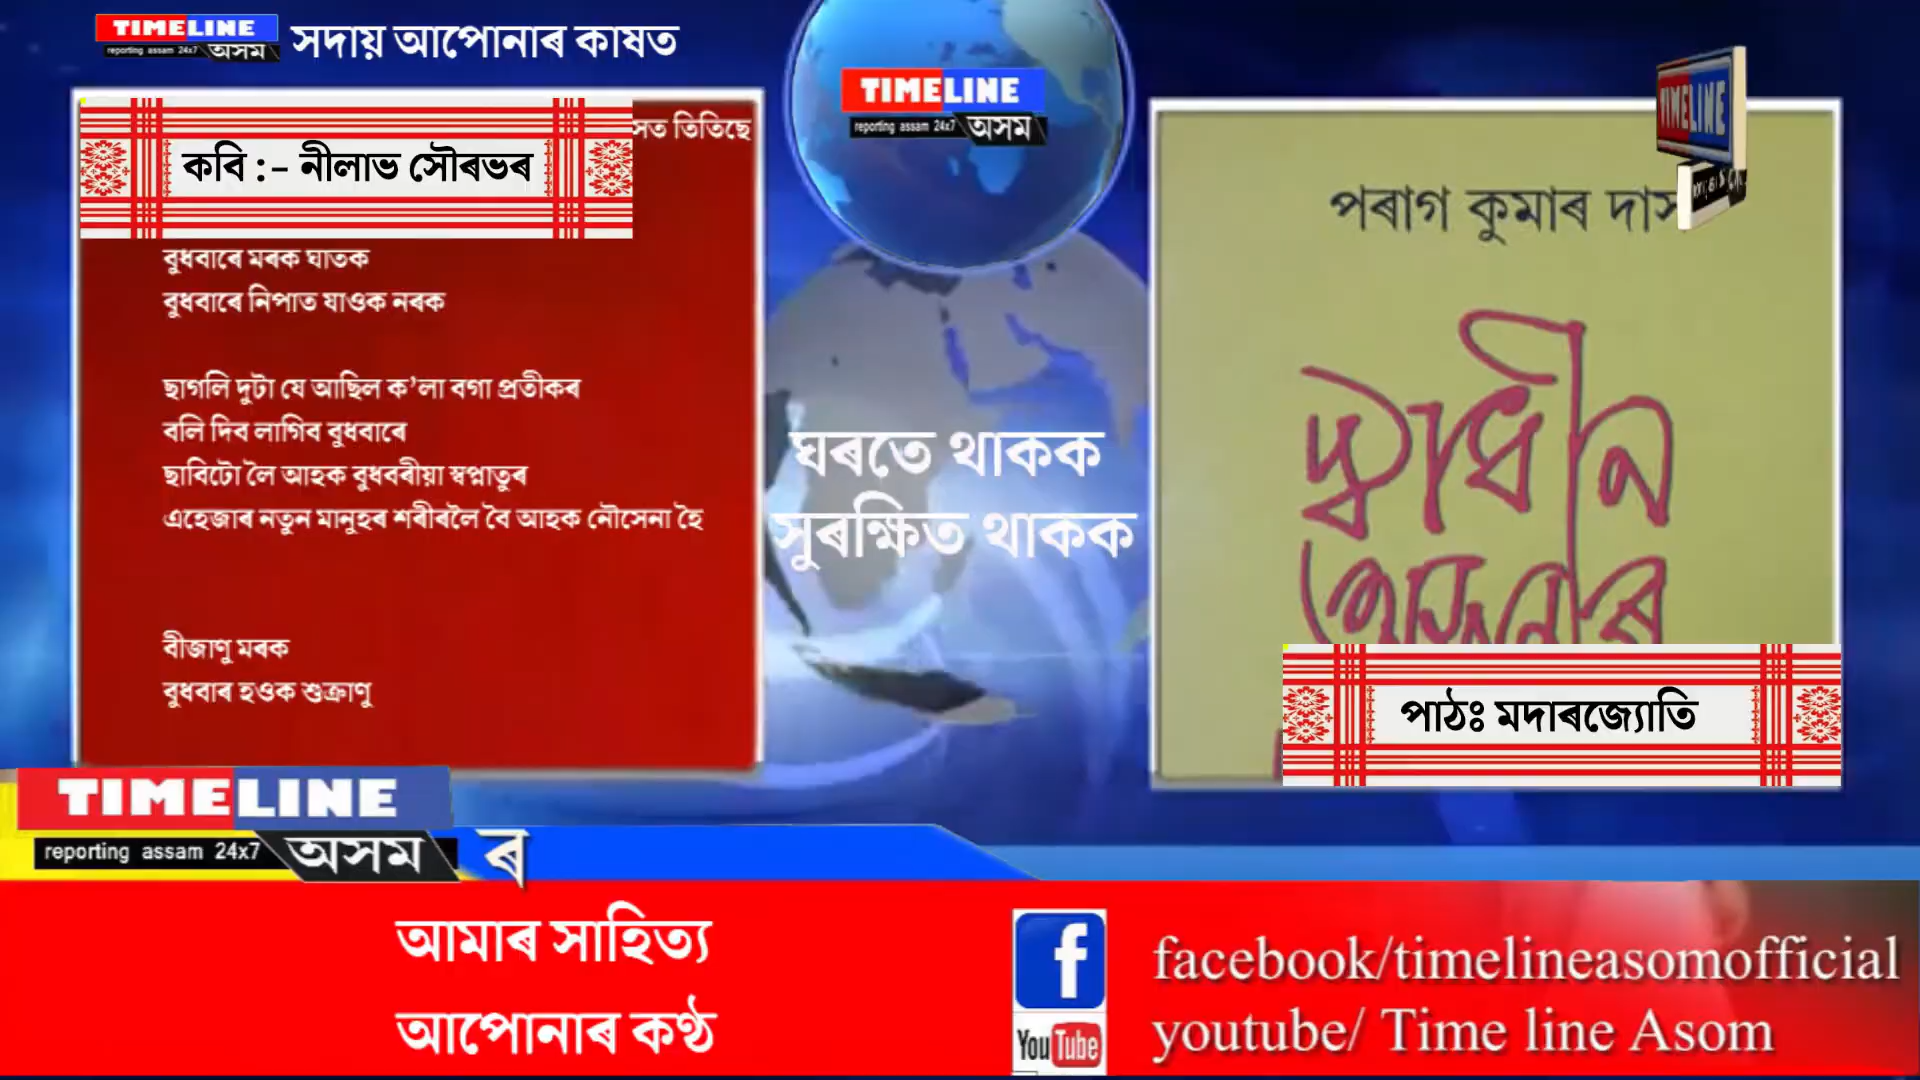 TIMELINE
reporting assam 24x7 অসম
সদায় আপোনাৰ কাষত
সত তিতিছে
কবি :- নীলাভ সৌৰভৰ
বুধবাৰে মৰক ঘাতক
বুধবাৰে নিপাত যাওক নৰক
ছাগলি দুটা যে আছিল ক’লা বগা প্ৰতীকৰ
বলি দিব লাগিব বুধবাৰে
ছাবিটো লৈ আহক বুধবৰীয়া স্বপ্নাতুৰ
এহেজাৰ নতুন মানুহৰ শৰীৰলৈ বৈ আহক নৌসেনা হৈ
বীজাণু মৰক
বুধবাৰ হওক শুক্ৰাণু
TIMELINE
reporting assam 24x7 অসম
ঘৰতে থাকক
সুৰক্ষিত থাকক
TIMELINE
পৰাগ কুমাৰ দাস
স্বাধীন
অসমৰ
পাঠঃ মদাৰজ্যোতি
TIMELINE
reporting assam 24x7 অসম ৰ
আমাৰ সাহিত্য
আপোনাৰ কণ্ঠ
facebook/timelineasomofficial
YouTube
youtube/ Time line Asom